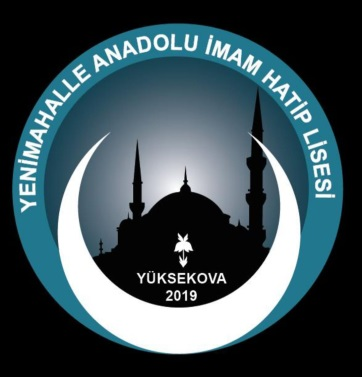 YENİMAHALLE ANADOLU İMAM HATİP LİSESİ
YÜKSEKOVA
2019